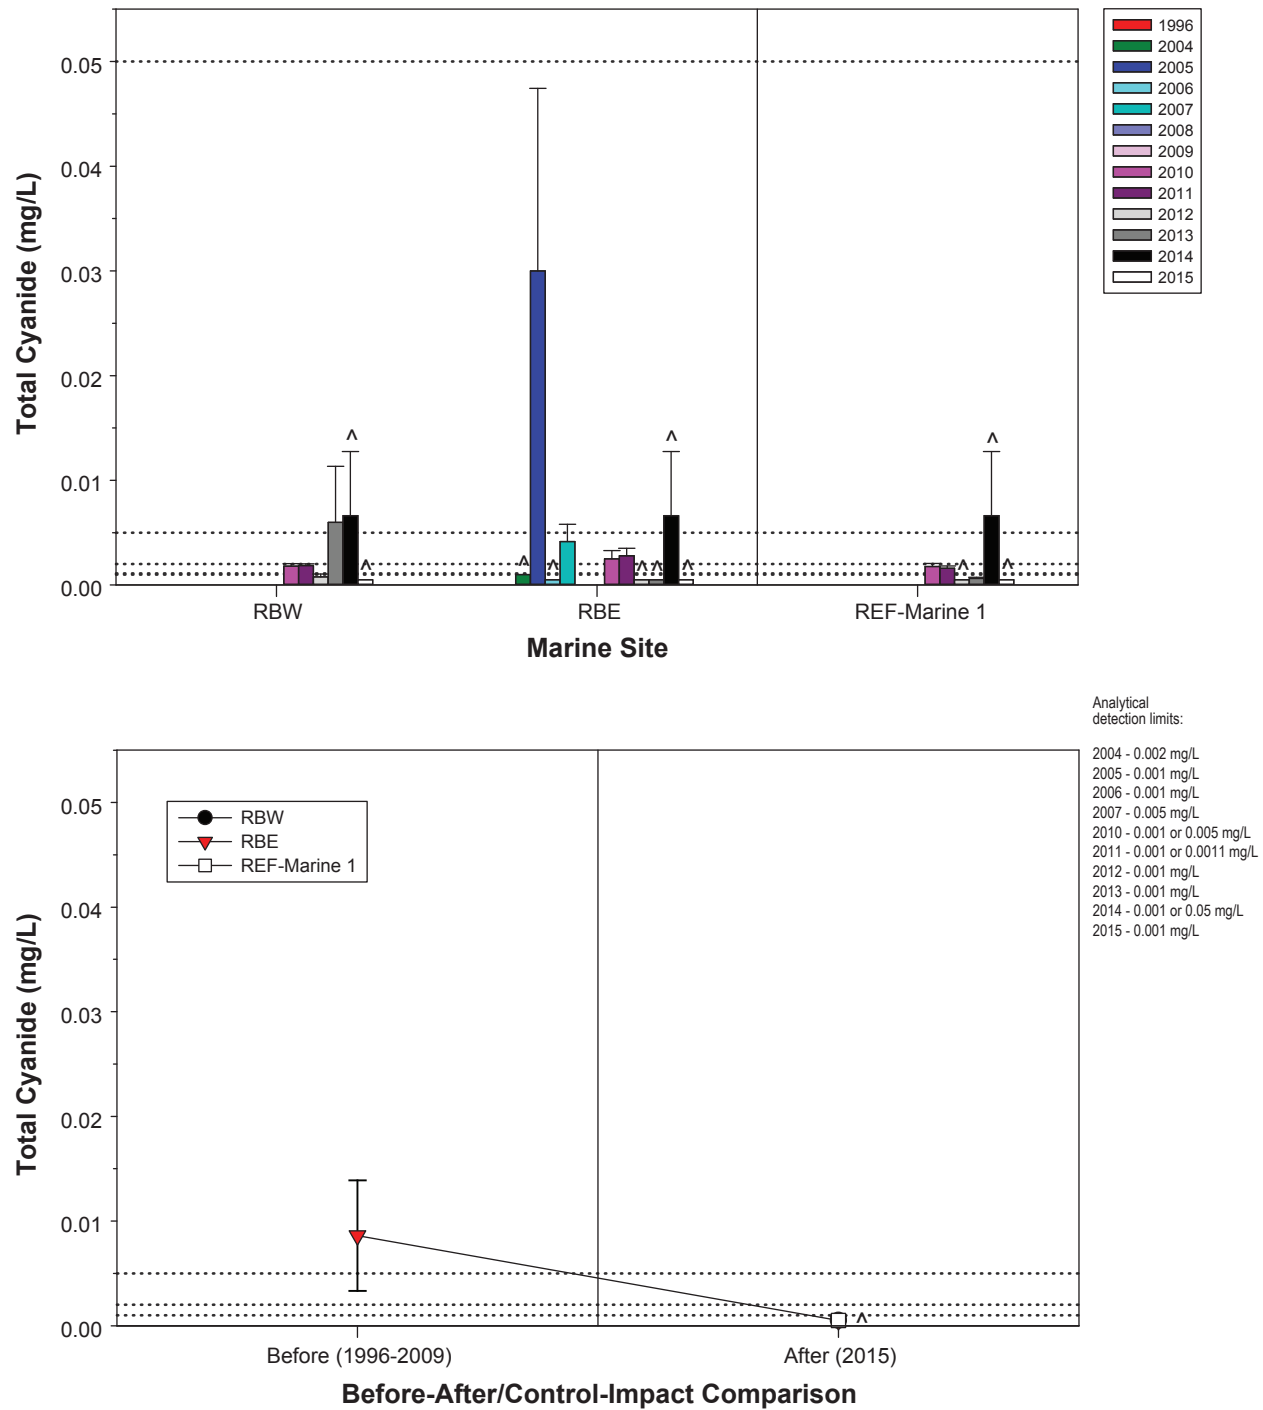 1996
2004
2005
2006
2007
2008
2009
2010
2011
2012
2013
2014
2015
Total Cyanide (mg/L)
0.05
0.04
0.03
0.02
0.01
0.00
^
^
^
^
^
^
^
^
^
^
^
RBW
RBE
REF-Marine 1
Marine Site
Analytical
detection limits:
2004 - 0.002 mg/L
2005 - 0.001 mg/L
2006 - 0.001 mg/L
2007 - 0.005 mg/L
2010 - 0.001 or 0.005 mg/L
2011 - 0.001 or 0.0011 mg/L
2012 - 0.001 mg/L
2013 - 0.001 mg/L
2014 - 0.001 or 0.05 mg/L
2015 - 0.001 mg/L
Total Cyanide (mg/L)
0.05
0.04
0.03
0.02
0.01
0.00
RBW
RBE
REF-Marine 1
^
Before (1996-2009)
After (2015)
Before-After/Control-Impact Comparison